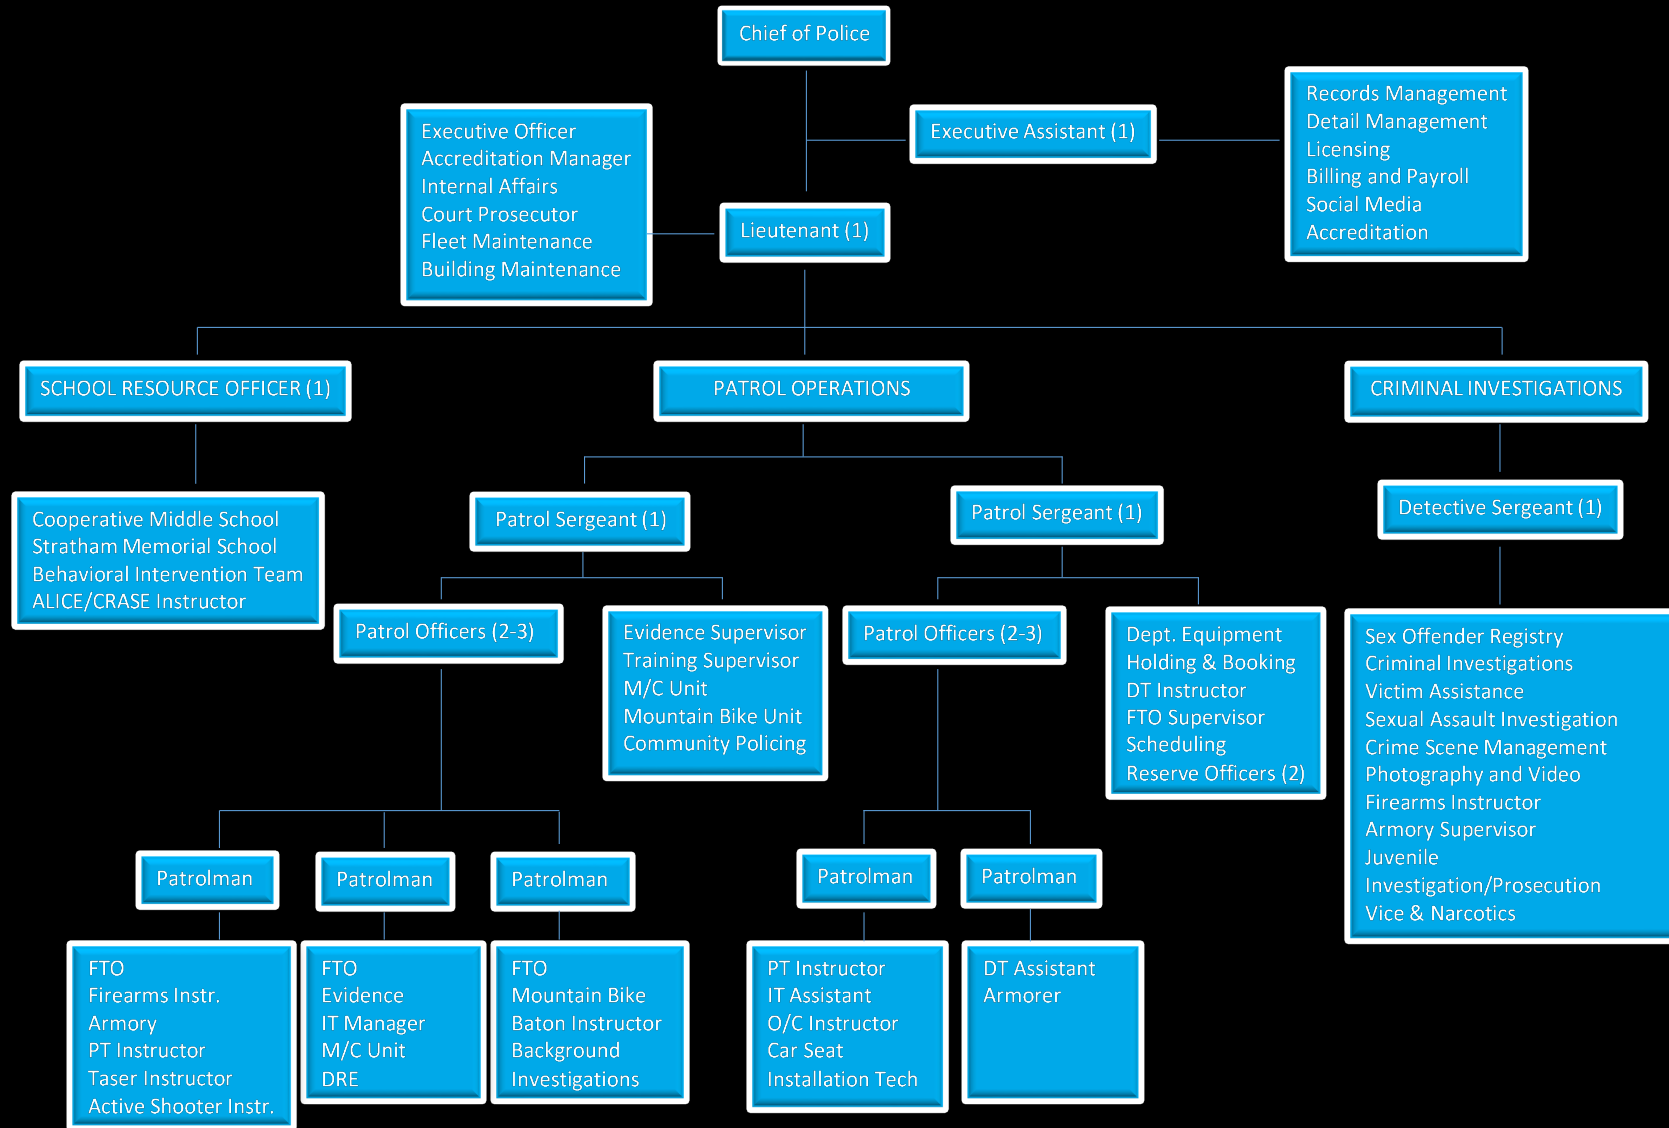 Chief of Police
Executive Officer
Accreditation Manager
Internal Affairs
Court Prosecutor
Fleet Maintenance
Building Maintenance
Executive Assistant (1)
Records Management
Detail Management
Licensing
Billing and Payroll
Social Media
Accreditation
Lieutenant (1)
SCHOOL RESOURCE OFFICER (1)
PATROL OPERATIONS
CRIMINAL INVESTIGATIONS
Cooperative Middle School
Stratham Memorial School
Behavioral Intervention Team
ALICE/CRASE Instructor
Patrol Sergeant (1)
Patrol Sergeant (1)
Detective Sergeant (1)
Patrol Officers (2-3)
Evidence Supervisor
Training Supervisor
M/C Unit
Mountain Bike Unit
Community Policing
Patrol Officers (2-3)
Dept. Equipment
Holding & Booking
DT Instructor
FTO Supervisor
Scheduling
Reserve Officers (2)
Sex Offender Registry
Criminal Investigations
Victim Assistance
Sexual Assault Investigation
Crime Scene Management
Photography and Video
Firearms Instructor
Armory Supervisor
Juvenile
Investigation/Prosecution
Vice & Narcotics
Patrolman
Patrolman
Patrolman
Patrolman
Patrolman
FTO
Firearms Instr.
Armory
PT Instructor
Taser Instructor
Active Shooter Instr.
FTO
Evidence
IT Manager
M/C Unit
DRE
FTO
Mountain Bike
Baton Instructor
Background
Investigations
PT Instructor
IT Assistant
O/C Instructor
Car Seat
Installation Tech
DT Assistant
Armorer